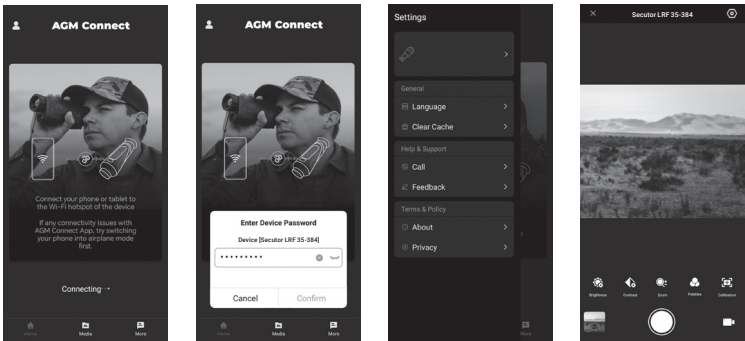 AGM Connect
Connect your phone or tablet to
the Wi-Fi hotspot of the device
If any connectivity issues with
AGM Connect App, try switching
your phone into airplane mode
first.
Connecting···
Home
Media
More
AGM Connect
Enter Device Password
Device [Secutor LRF 35-384]
•••••••••
Cancel
Confirm
Home
Media
More
Settings
General
Language
Clear Cache
Help & Support
Call
Feedback
Terms & Policy
About
Privacy
More
Secutor LRF 35-384
Brightness
Contrast
Zoom
Palettes
Calibration